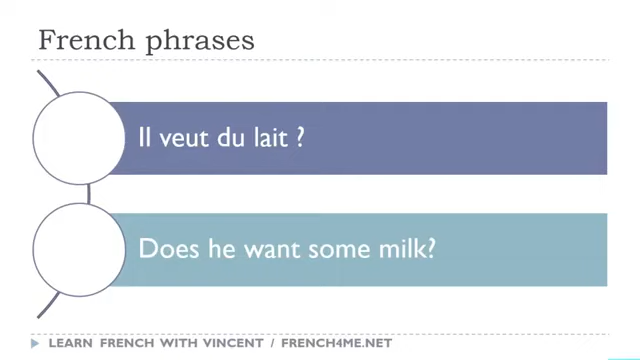 French phrases
Il veut du lait ?
Does he want some milk?
LEARN FRENCH WITH VINCENT / FRENCH4ME.NET